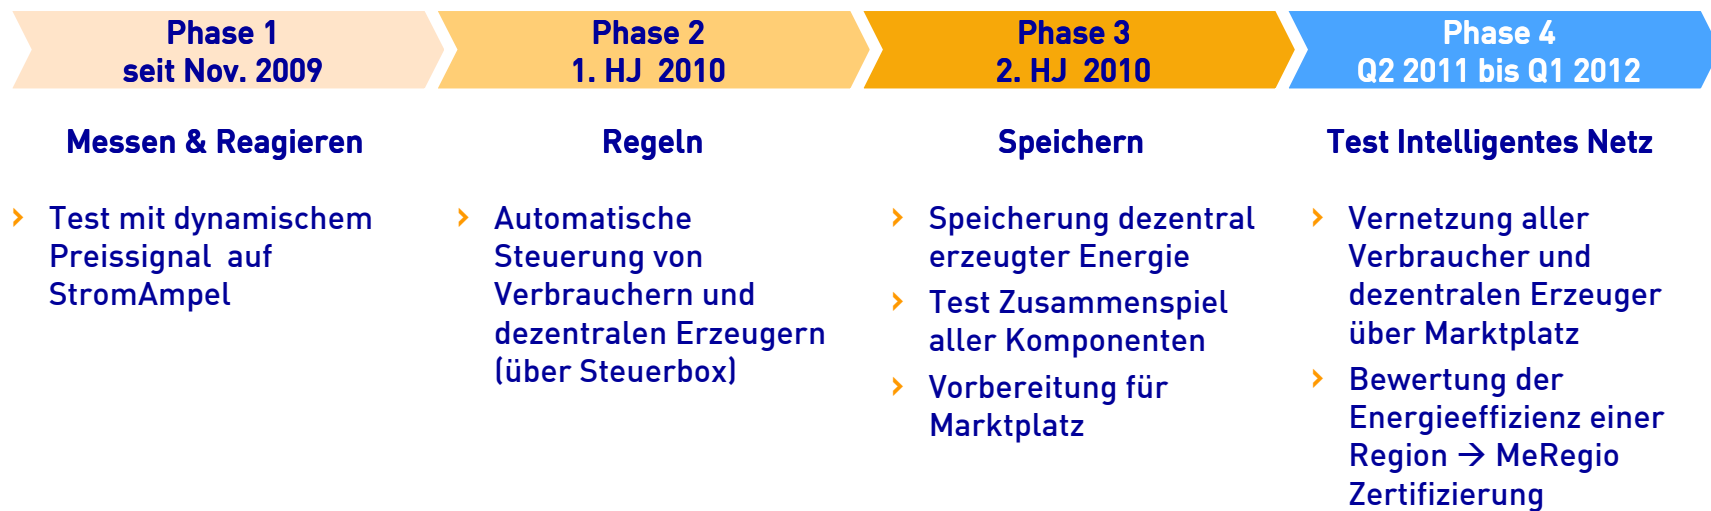 Phase 1
seit Nov. 2009
Phase 2
1. HJ 2010
Phase 3
2. HJ 2010
Phase 4
Q2 2011 bis Q1 2012
Messen & Reagieren
› Test mit dynamischem
Preissignal auf
StromAmpel
Regeln
› Automatische
Steuerung von
Verbrauchern und
dezentralen Erzeugern
(über Steuerbox)
Speichern
› Speicherung dezentral
erzeugter Energie
› Test Zusammenspiel
aller Komponenten
› Vorbereitung für
Marktplatz
Test Intelligentes Netz
› Vernetzung aller
Verbraucher und
dezentralen Erzeuger
über Marktplatz
› Bewertung der
Energieeffizienz einer
Region → MeRegio
Zertifizierung